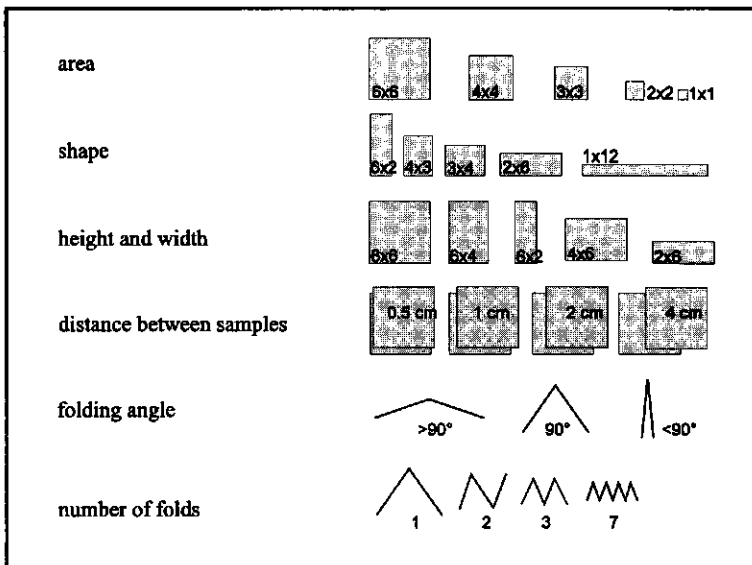 area
6x6 4x4 3x3 2x2 1x1
shape
6x2 4x3 3x4 2x6 1x12
height and width
6x6 6x4 6x2 4x6 2x6
distance between samples
0.5 cm 1 cm 2 cm 4 cm
folding angle
>90° 90° <90°
number of folds
1 2 3 7